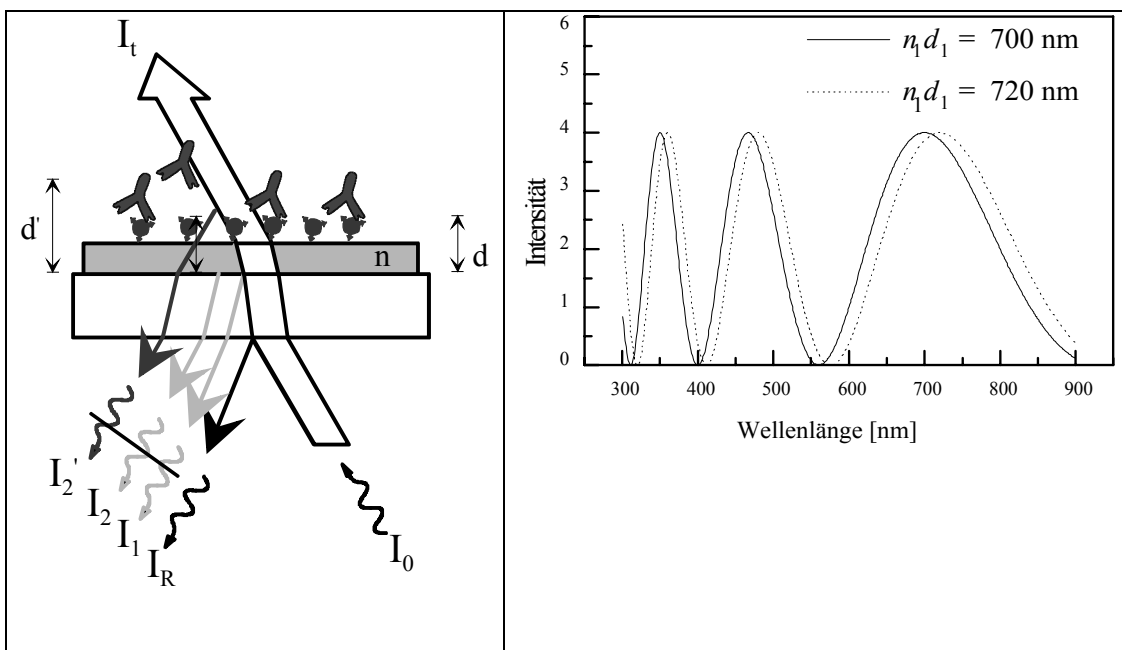 I_t
d'
n
d
I_2'
I_2
I_1
I_R
I_0
n_1d_1 = 700 nm
n_1d_1 = 720 nm
Intensität
6
5
4
3
2
1
0
300 400 500 600 700 800 900
Wellenlänge [nm]